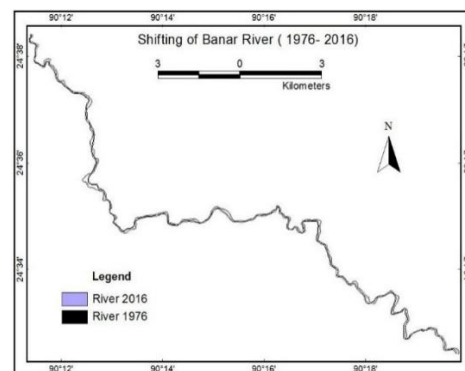 90°12' 90°14' 90°16' 90°18'
Shifting of Banar River ( 1976- 2016)
3 0 3
Kilometers
N
24°38'
24°36'
24°34'
Legend
River 2016
River 1976
90°12' 90°14' 90°16' 90°18'